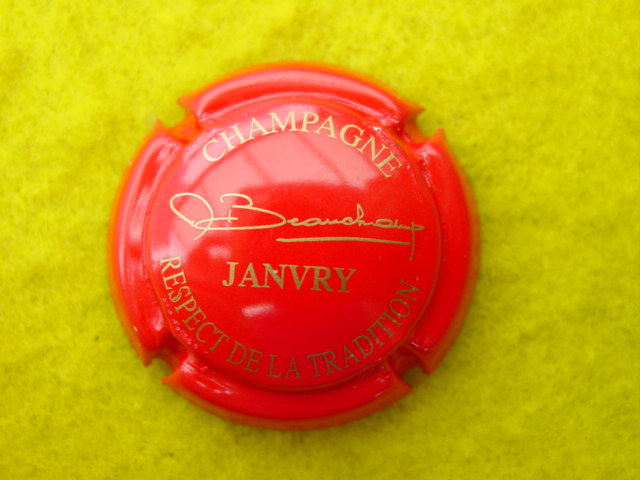 CHAMPAGNE
Beauchamp
JANVRY
RESPECT DE LA TRADITION